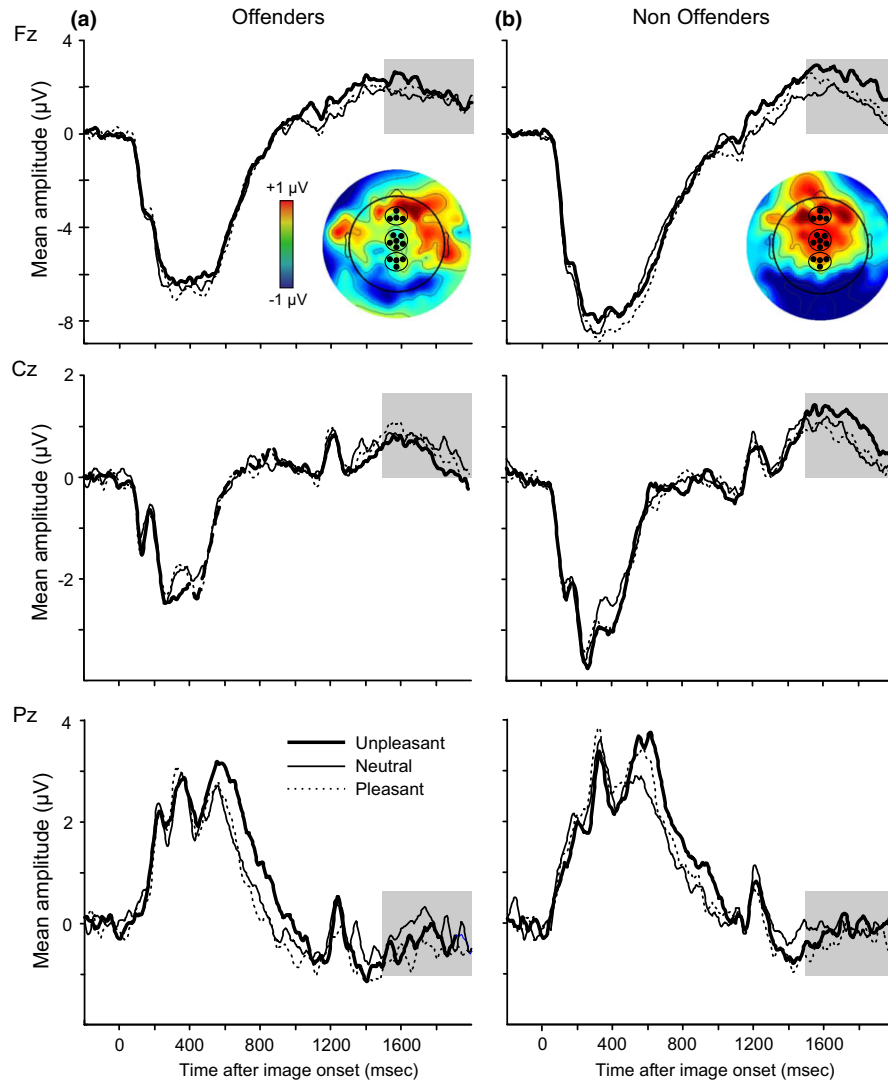 (a) Offenders (b) Non Offenders
Fz
4
0
-4
-8
Mean amplitude (µV)
+1 µV
-1 µV
Cz
2
0
-2
Mean amplitude (µV)
Pz
4
2
0
Mean amplitude (µV)
Unpleasant
Neutral
Pleasant
0 400 800 1200 1600 0 400 800 1200 1600
Time after image onset (msec) Time after image onset (msec)